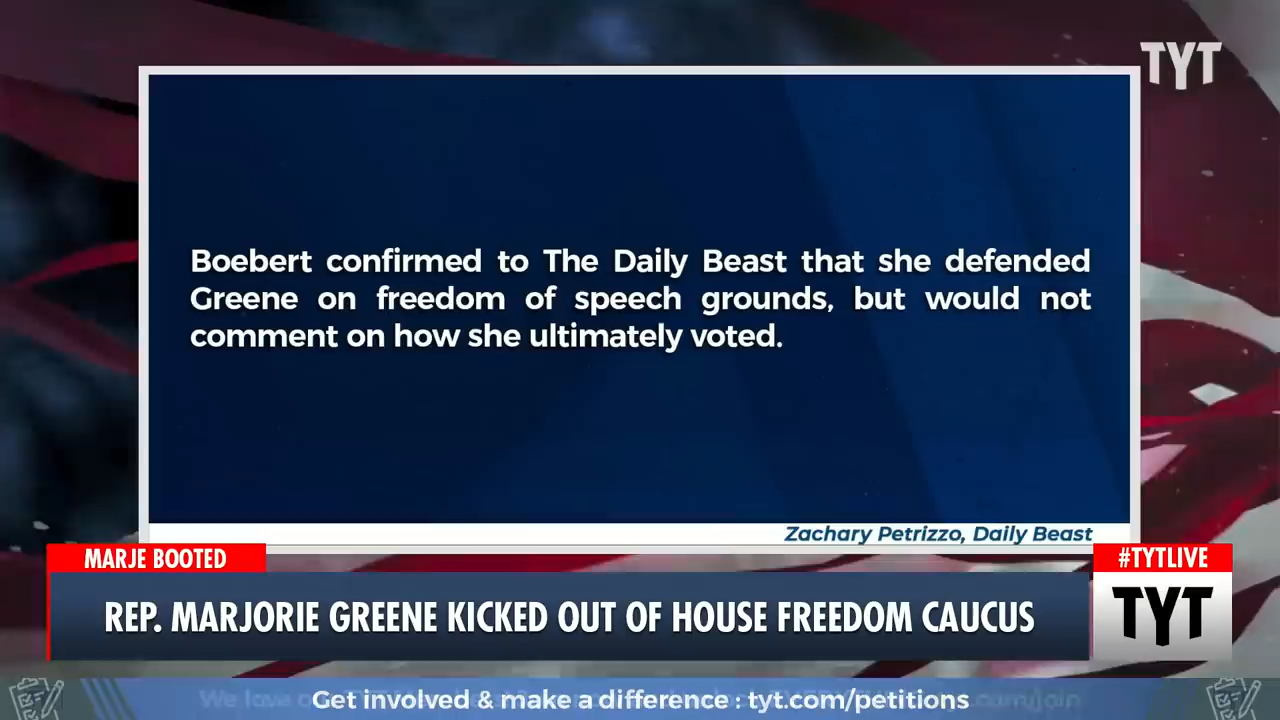 TYT
Boebert confirmed to The Daily Beast that she defended
Greene on freedom of speech grounds, but would not
comment on how she ultimately voted.
Zachary Petrizzo, Daily Beast
MARJE BOOTED
#TYTLIVE
REP. MARJORIE GREENE KICKED OUT OF HOUSE FREEDOM CAUCUS
TYT
Get involved & make a difference : tyt.com/petitions